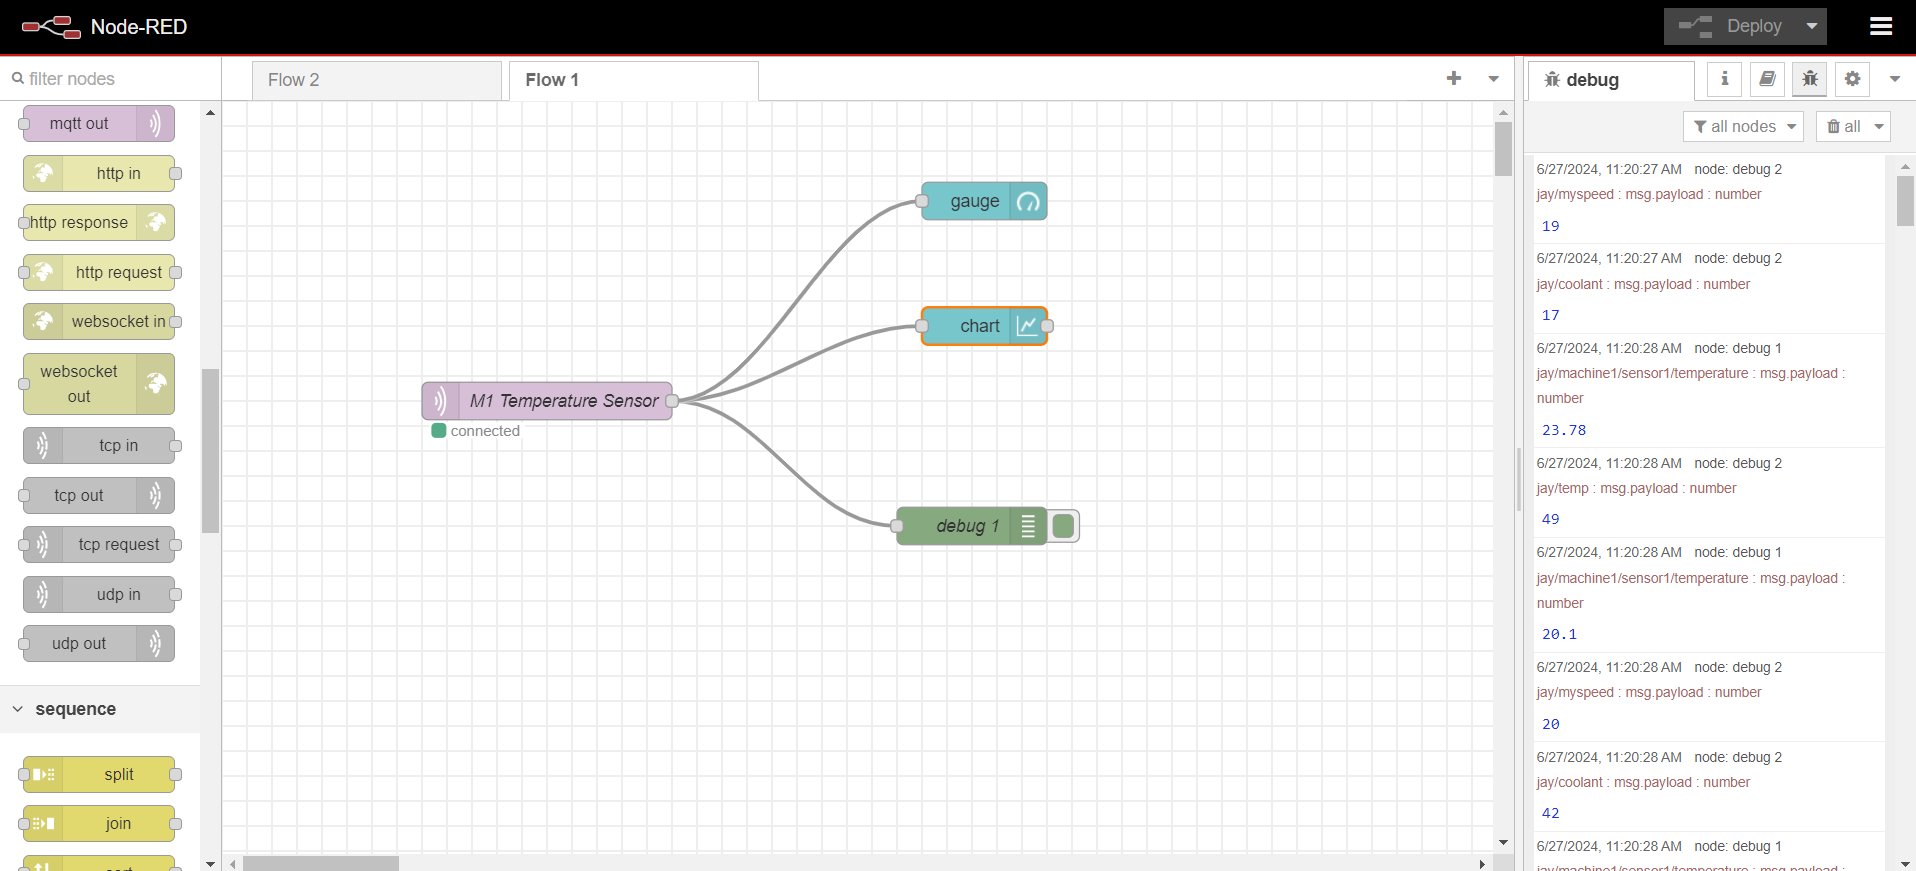 Node-RED
Deploy
filter nodes
mqtt out
http in
http response
http request
websocket in
websocket
out
tcp in
tcp out
tcp request
udp in
udp out
sequence
split
join
Flow 2
Flow 1
gauge
chart
M1 Temperature Sensor
connected
debug 1
debug
i
all nodes
all
6/27/2024, 11:20:27 AM node: debug 2
jay/myspeed : msg.payload : number
19
6/27/2024, 11:20:27 AM node: debug 2
jay/coolant : msg.payload : number
17
6/27/2024, 11:20:28 AM node: debug 1
jay/machine1/sensor1/temperature : msg.payload :
number
23.78
6/27/2024, 11:20:28 AM node: debug 2
jay/temp : msg.payload : number
49
6/27/2024, 11:20:28 AM node: debug 1
jay/machine1/sensor1/temperature : msg.payload :
number
20.1
6/27/2024, 11:20:28 AM node: debug 2
jay/myspeed : msg.payload : number
20
6/27/2024, 11:20:28 AM node: debug 2
jay/coolant : msg.payload : number
42
6/27/2024, 11:20:28 AM node: debug 1
jay/machine1/sensor1/temperature : msg.payload :